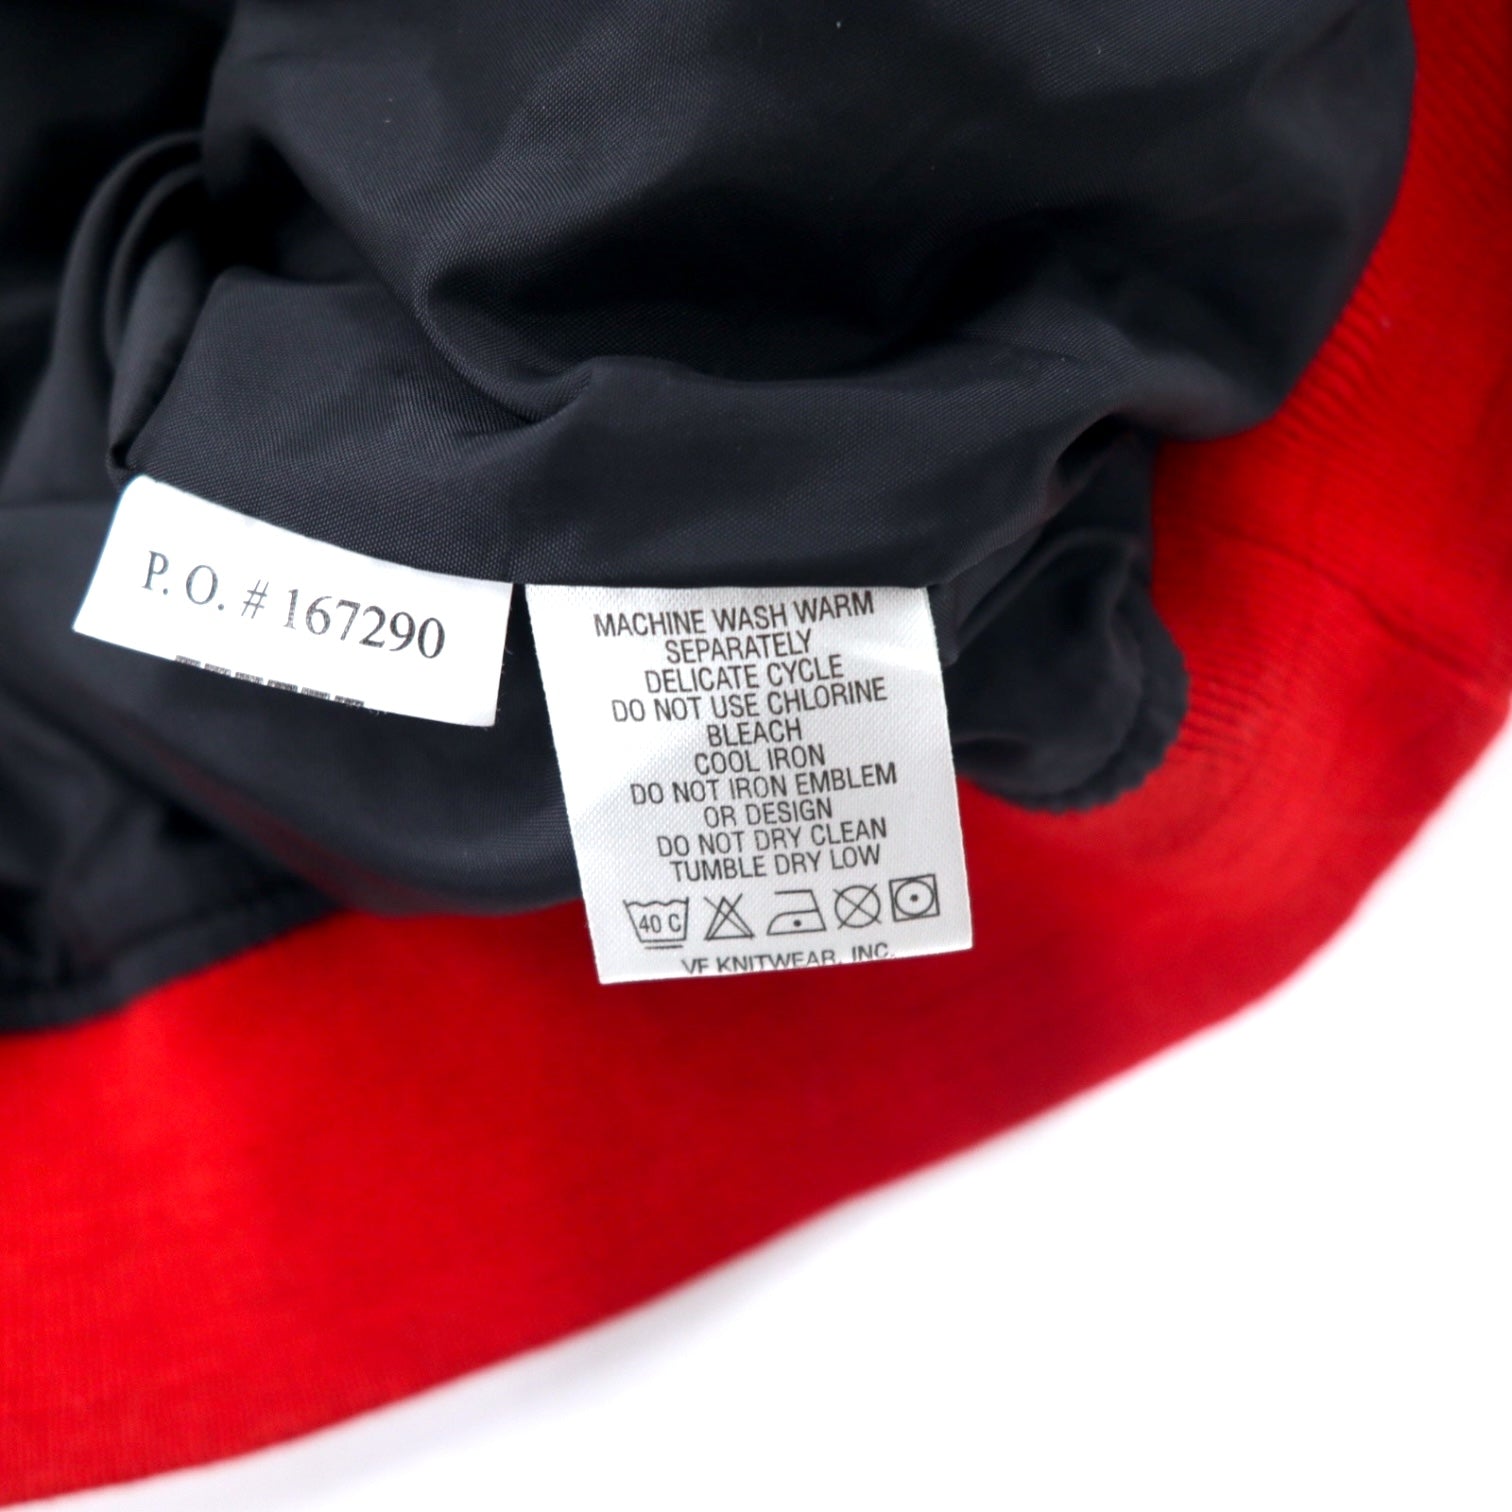 P. O. # 167290
MACHINE WASH WARM
SEPARATELY
DELICATE CYCLE
DO NOT USE CHLORINE
BLEACH
COOL IRON
DO NOT IRON EMBLEM
OR DESIGN
DO NOT DRY CLEAN
TUMBLE DRY LOW
40 C
VF KNITWEAR, INC.